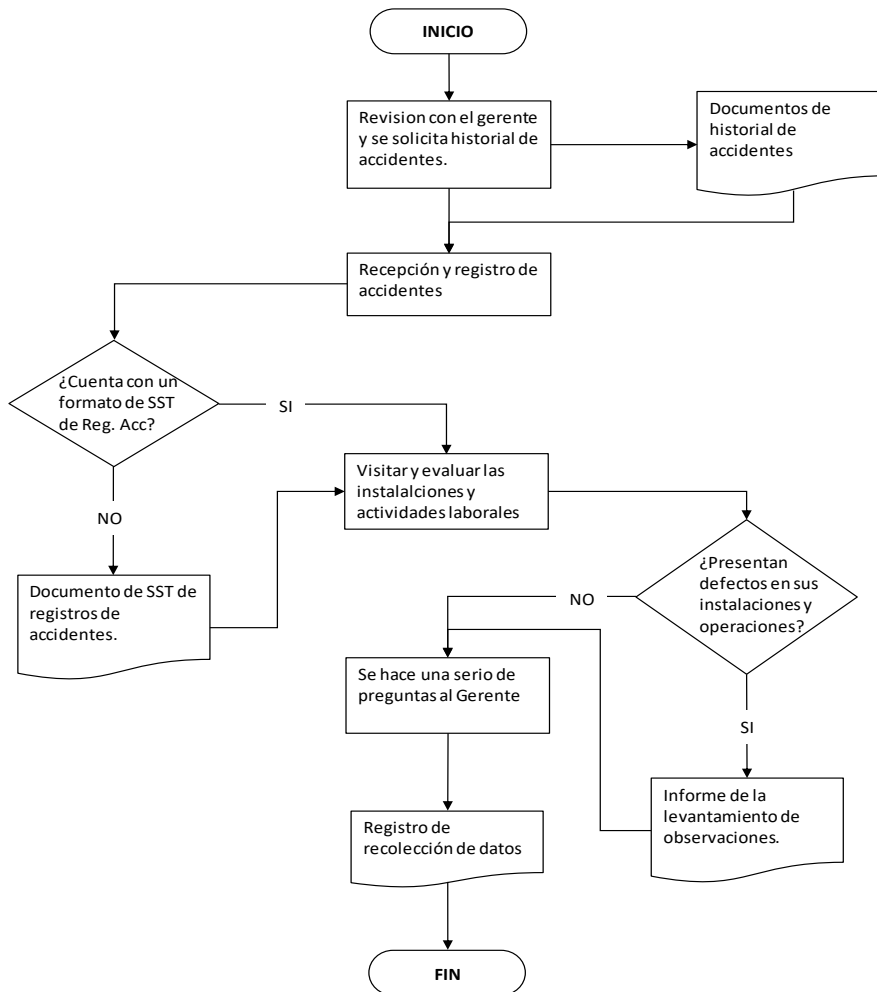 INICIO
Revision con el gerente
y se solicita historial de
accidentes.
Documentos de
historial de
accidentes
Recepción y registro de
accidentes
¿Cuenta con un
formato de SST
de Reg. Acc?
SI
NO
Visitar y evaluar las
instalalciones y
actividades laborales
Documento de SST de
registros de
accidentes.
¿Presentan
defectos en sus
instalaciones y
operaciones?
NO
SI
Se hace una serio de
preguntas al Gerente
Informe de la
levantamiento de
observaciones.
Registro de
recolección de datos
FIN